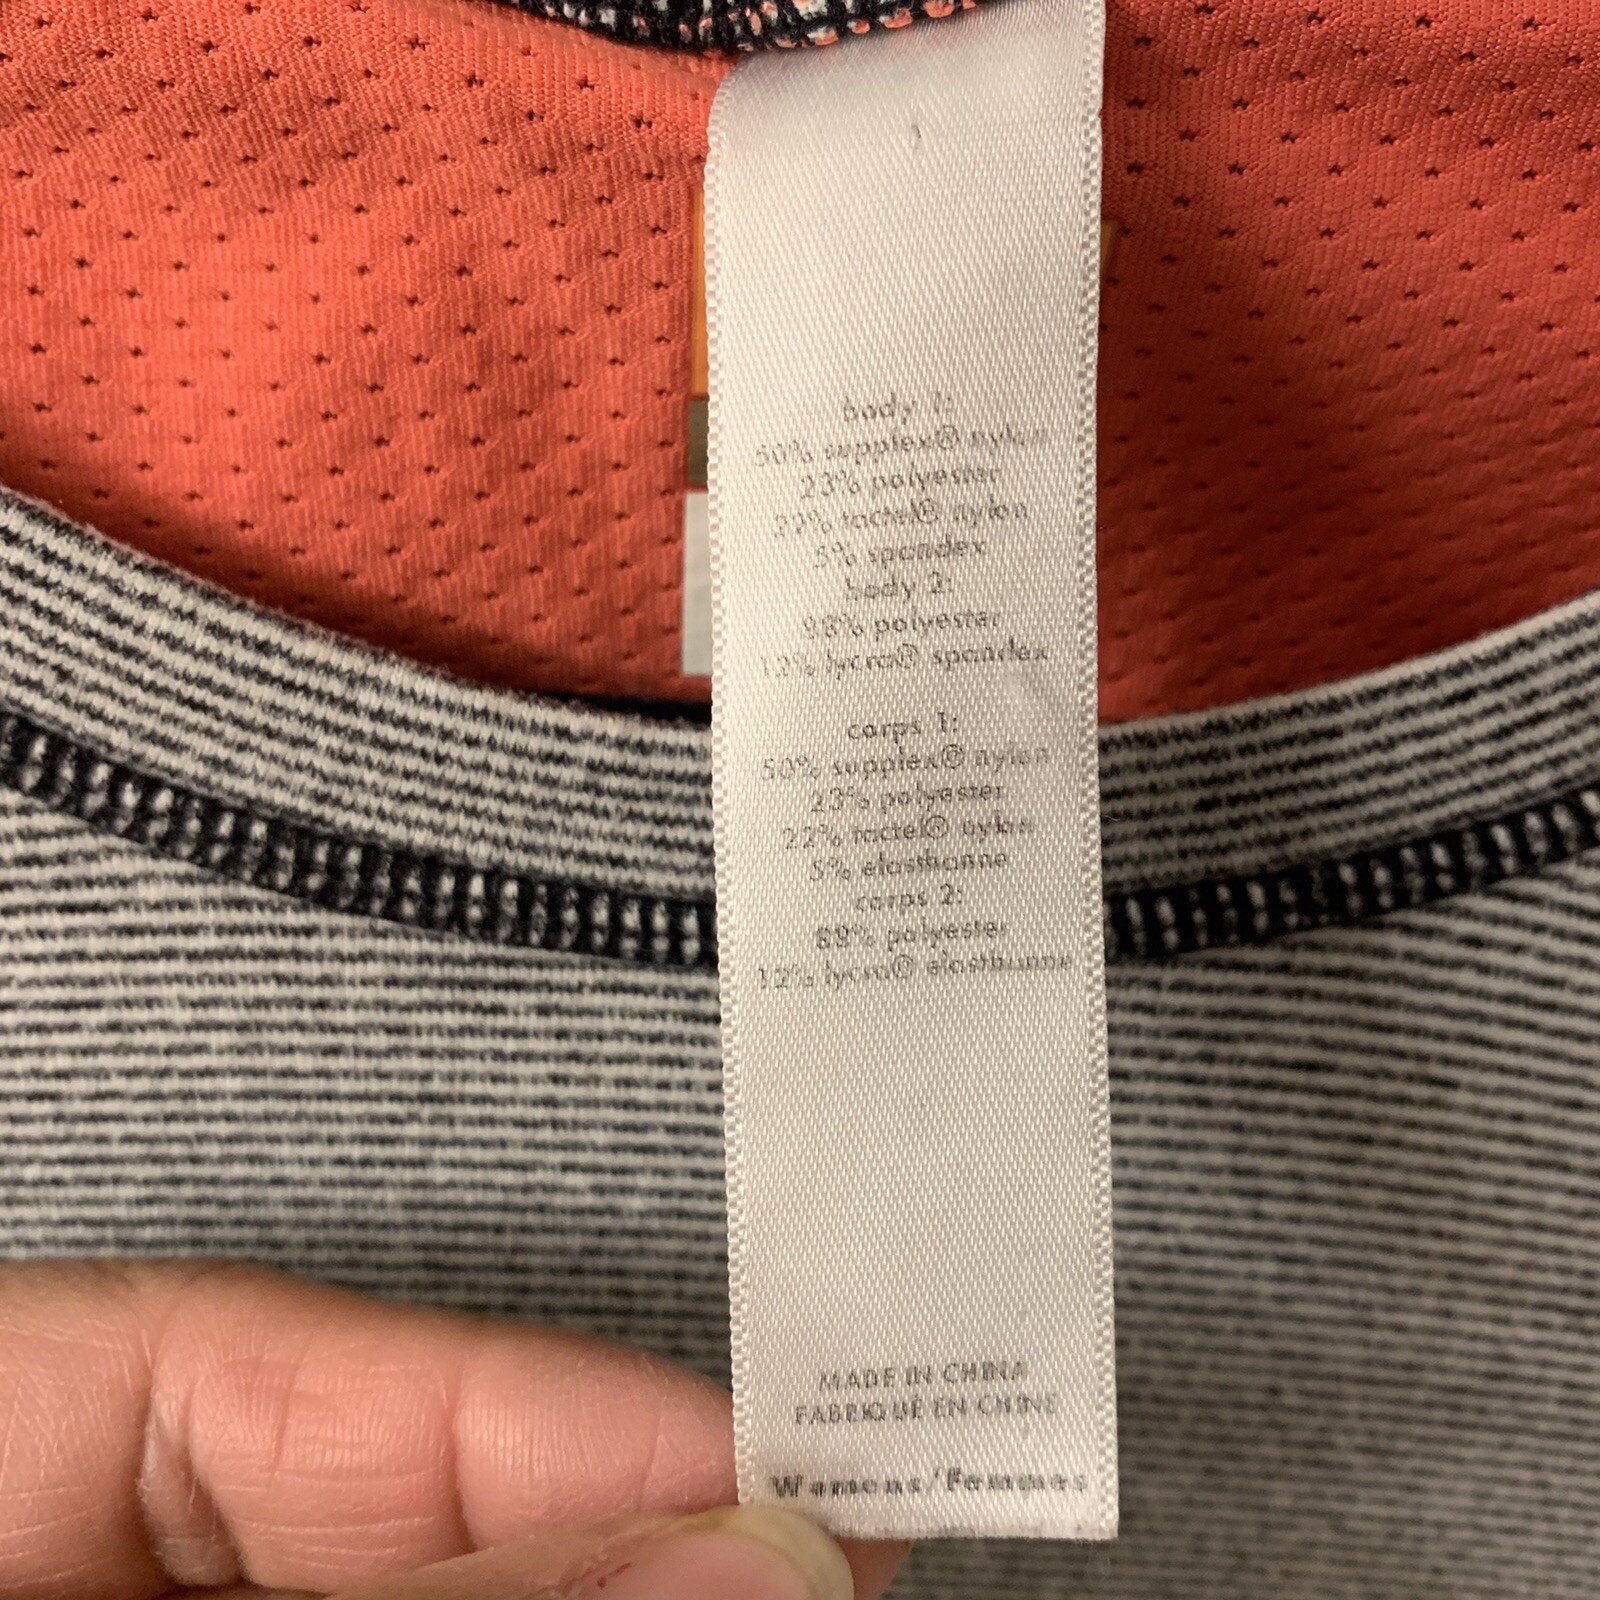 body 1:
50% supplex® nylon
23% polyester
22% tactel® nylon
5% spandex
body 2:
88% polyester
12% lycra® spandex
corps 1:
50% supplex® nylon
23% polyester
22% tactel® nylon
5% elasthanne
corps 2:
88% polyester
12% lycra® elasthanne
MADE IN CHINA
FABRIQUÉ EN CHINE
Womens/Femmes